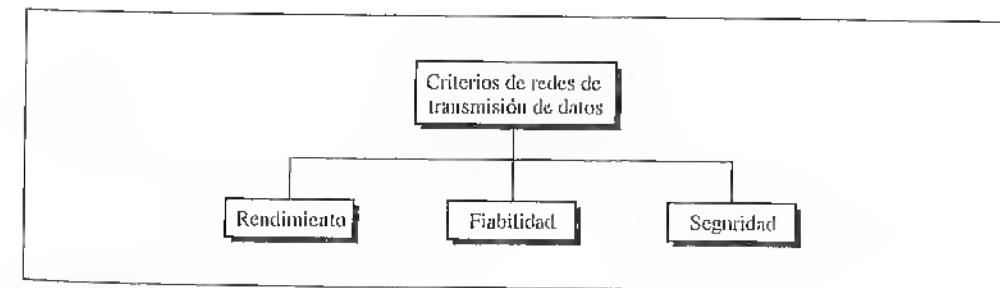 Criterios de redes de
transmisión de datos
Rendimiento
Fiabilidad
Seguridad